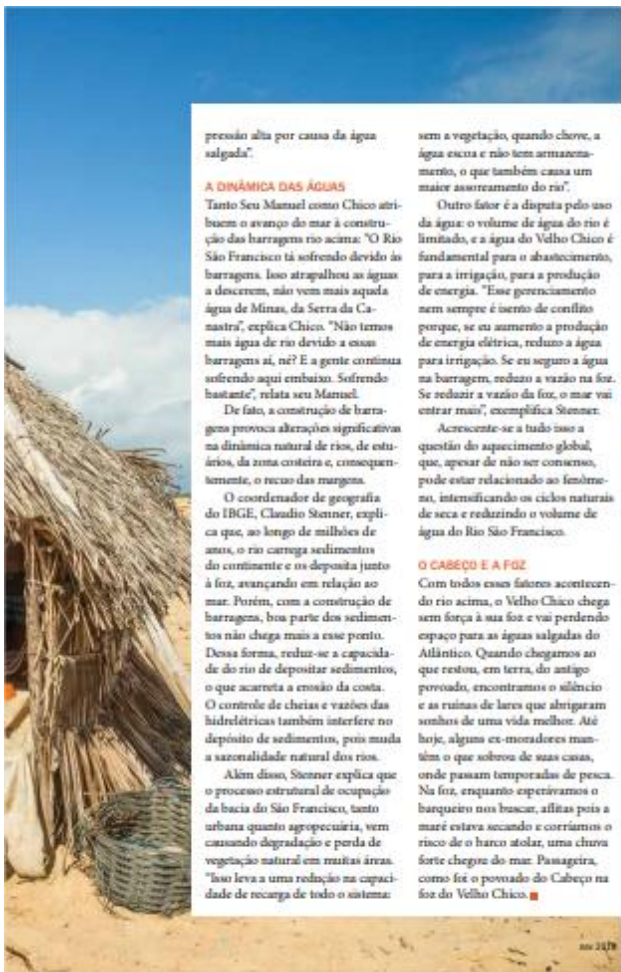 pressão alta por causa da água
salgada”.
A DINÂMICA DAS ÁGUAS
Tanto Seu Manuel como Chico atri-
buem o avanço do mar à constru-
ção das barragens rio acima: “O Rio
São Francisco tá sofrendo devido às
barragens. Isso atrapalhou as águas
a descerem, não vem mais aquela
água de Minas, da Serra da Ca-
nastra”, explica Chico. “Não temos
mais água de rio devido a essas
barragens aí, né? E a gente continua
sofrendo aqui embaixo. Sofrendo
bastante”, relata seu Manuel.
De fato, a construção de barra-
gens provoca alterações significativas
na dinâmica natural de rios, de estu-
ários, da zona costeira e, consequen-
temente, o recuo das margens.
O coordenador de geografia
do IBGE, Claudio Stenner, expli-
ca que, ao longo de milhões de
anos, o rio carrega sedimentos
do continente e os deposita junto
à foz, avançando em relação ao
mar. Porém, com a construção de
barragens, boa parte dos sedimen-
tos não chega mais a esse ponto.
Dessa forma, reduz-se a capacida-
de do rio de depositar sedimentos,
o que acarreta a erosão da costa.
O controle de cheias e vazões das
hidrelétricas também interfere no
depósito de sedimentos, pois muda
a sazonalidade natural dos rios.
Além disso, Stenner explica que
o processo estrutural de ocupação
da bacia do São Francisco, tanto
urbana quanto agropecuária, vem
causando degradação e perda de
vegetação natural em muitas áreas.
“Isso leva a uma redução na capaci-
dade de recarga de todo o sistema:
sem a vegetação, quando chove, a
água escoa e não tem armazena-
mento, o que também causa um
maior assoreamento do rio”.
Outro fator é a disputa pelo uso
da água: o volume de água do rio é
limitado, e a água do Velho Chico é
fundamental para o abastecimento,
para a irrigação, para a produção
de energia. “Esse gerenciamento
nem sempre é isento de conflito
porque, se eu aumento a produção
de energia elétrica, reduzo a água
para irrigação. Se eu seguro a água
na barragem, reduzo a vazão na foz.
Se reduzir a vazão da foz, o mar vai
entrar mais”, exemplifica Stenner.
Acrescente-se a tudo isso a
questão do aquecimento global,
que, apesar de não ser consenso,
pode estar relacionado ao fenôme-
no, intensificando os ciclos naturais
de seca e reduzindo o volume de
água do Rio São Francisco.
O CABEÇO E A FOZ
Com todos esses fatores acontecen-
do rio acima, o Velho Chico chega
sem força à sua foz e vai perdendo
espaço para as águas salgadas do
Atlântico. Quando chegamos ao
que restou, em terra, do antigo
povoado, encontramos o silêncio
e as ruínas de lares que abrigaram
sonhos de uma vida melhor. Até
hoje, alguns ex-moradores man-
têm o que sobrou de suas casas,
onde passam temporadas de pesca.
Na foz, enquanto esperávamos o
barqueiro nos buscar, aflitas pois a
maré estava secando e corríamos o
risco de o barco atolar, uma chuva
forte chegou do mar. Passageira,
como foi o povoado do Cabeço na
foz do Velho Chico.